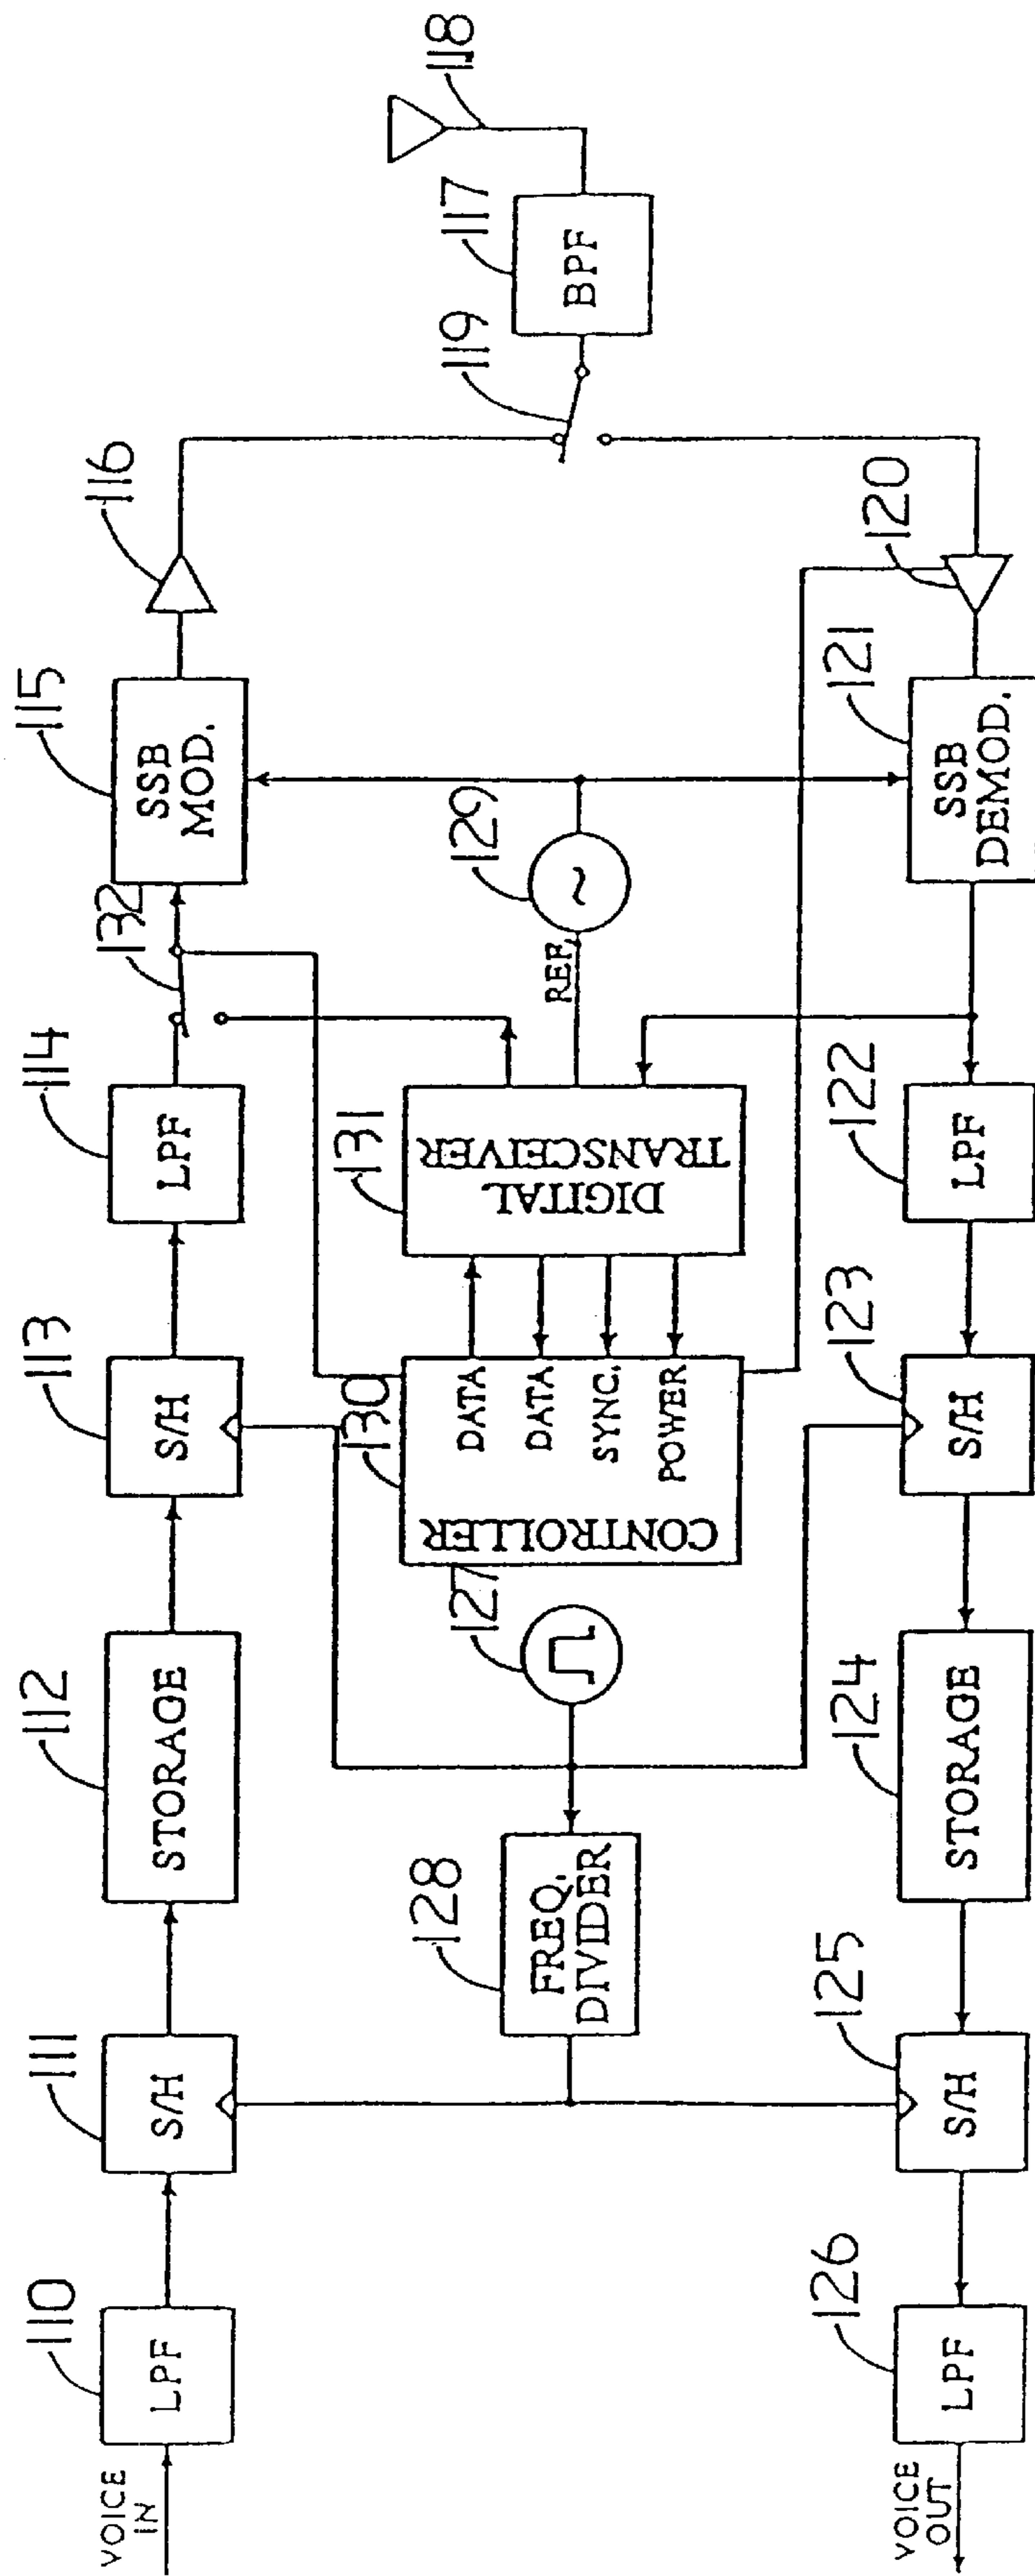 VOICE
IN
110
LPF
111
S/H
112
STORAGE
113
S/H
114
LPF
132
115
SSB
MOD.
116
118
117
BPF
119
128
FREQ.
DIVIDER
127
130
CONTROLLER
DATA
DATA
SYNC.
POWER
131
DIGITAL
TRANSCEIVER
REF.
129
~
120
121
SSB
DEMOD.
122
LPF
123
S/H
124
STORAGE
125
S/H
126
LPF
VOICE
OUT